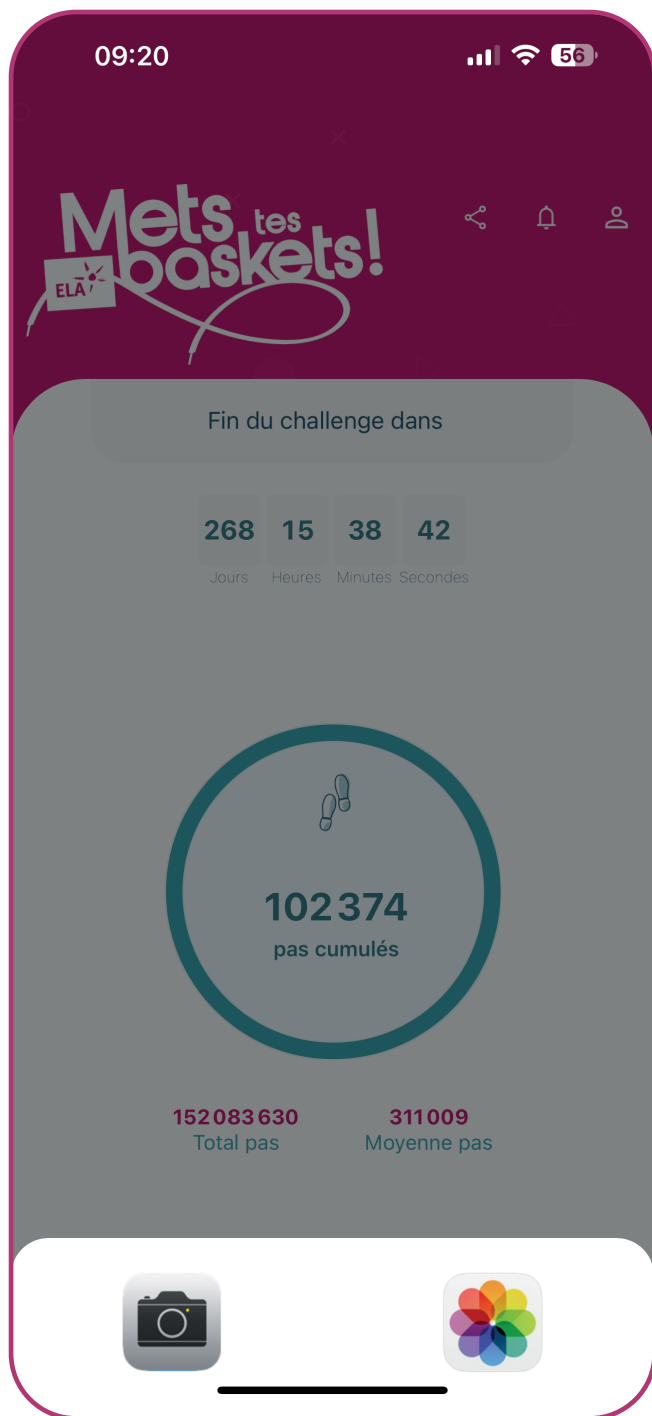 09:20
56
Mets tes
baskets!
ELA
Fin du challenge dans
268 15 38 42
Jours Heures Minutes Secondes
102 374
pas cumulés
152 083 630 311 009
Total pas Moyenne pas